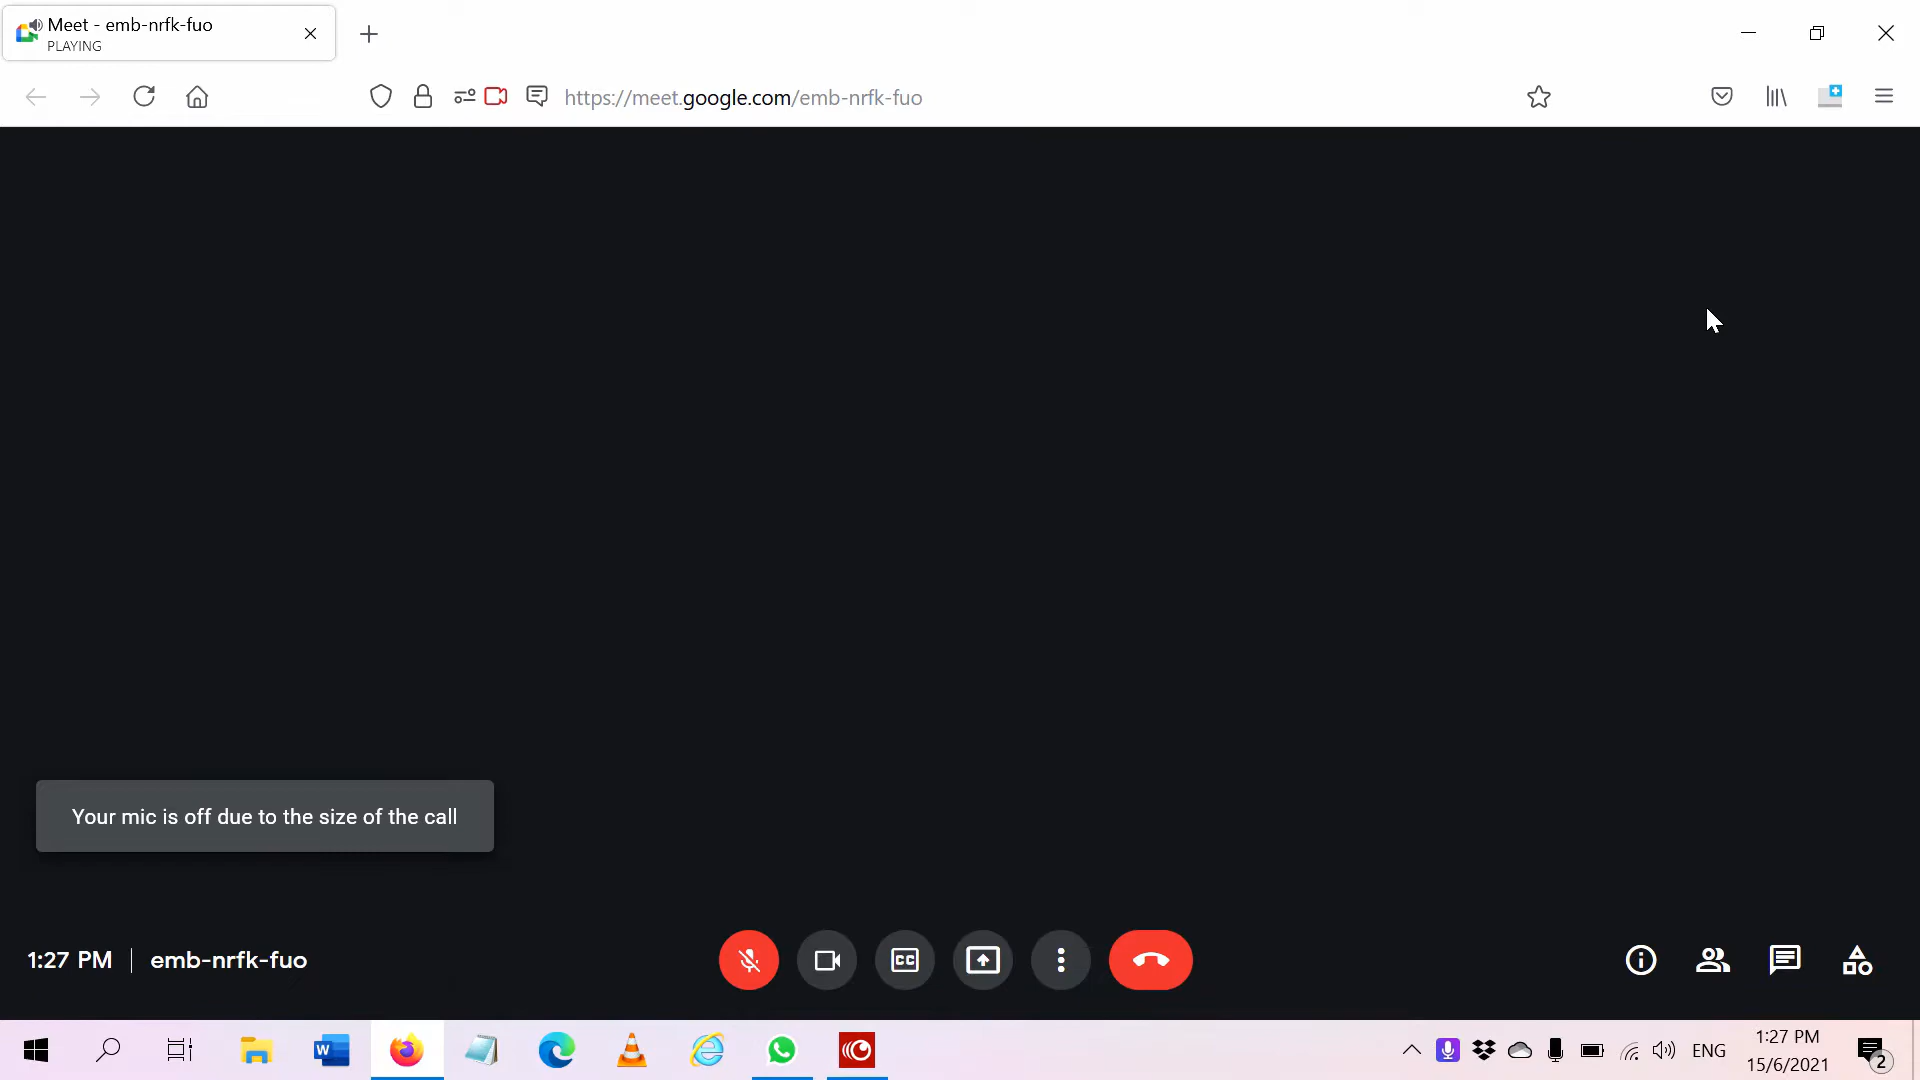 Meet - emb-nrfk-fuo
PLAYING
https://meet.google.com/emb-nrfk-fuo
Your mic is off due to the size of the call
1:27 PM | emb-nrfk-fuo
CC
W
ENG
1:27 PM
15/6/2021
2